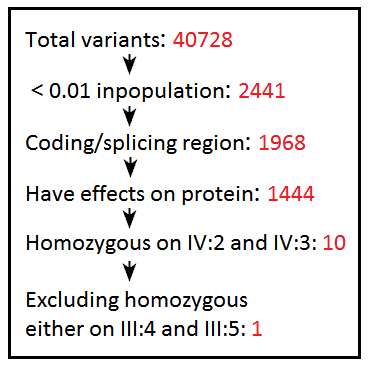 Total variants: 40728
< 0.01 inpopulation: 2441
Coding/splicing region: 1968
Have effects on protein: 1444
Homozygous on IV:2 and IV:3: 10
Excluding homozygous
either on III:4 and III:5: 1